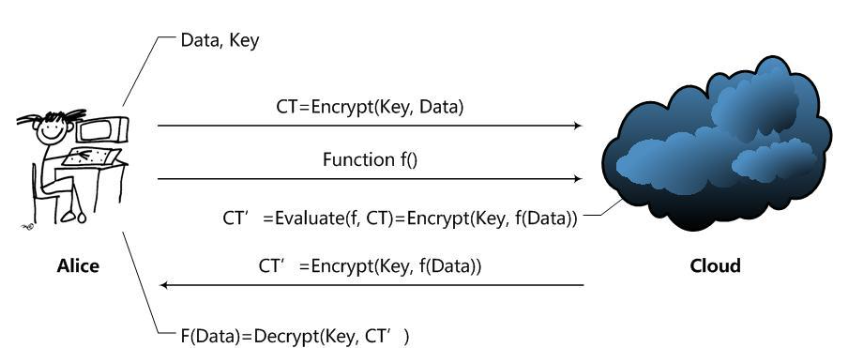 Data, Key
CT=Encrypt(Key, Data)
Function f()
CT′ =Evaluate(f, CT)=Encrypt(Key, f(Data))
Alice
CT′ =Encrypt(Key, f(Data))
Cloud
F(Data)=Decrypt(Key, CT′ )